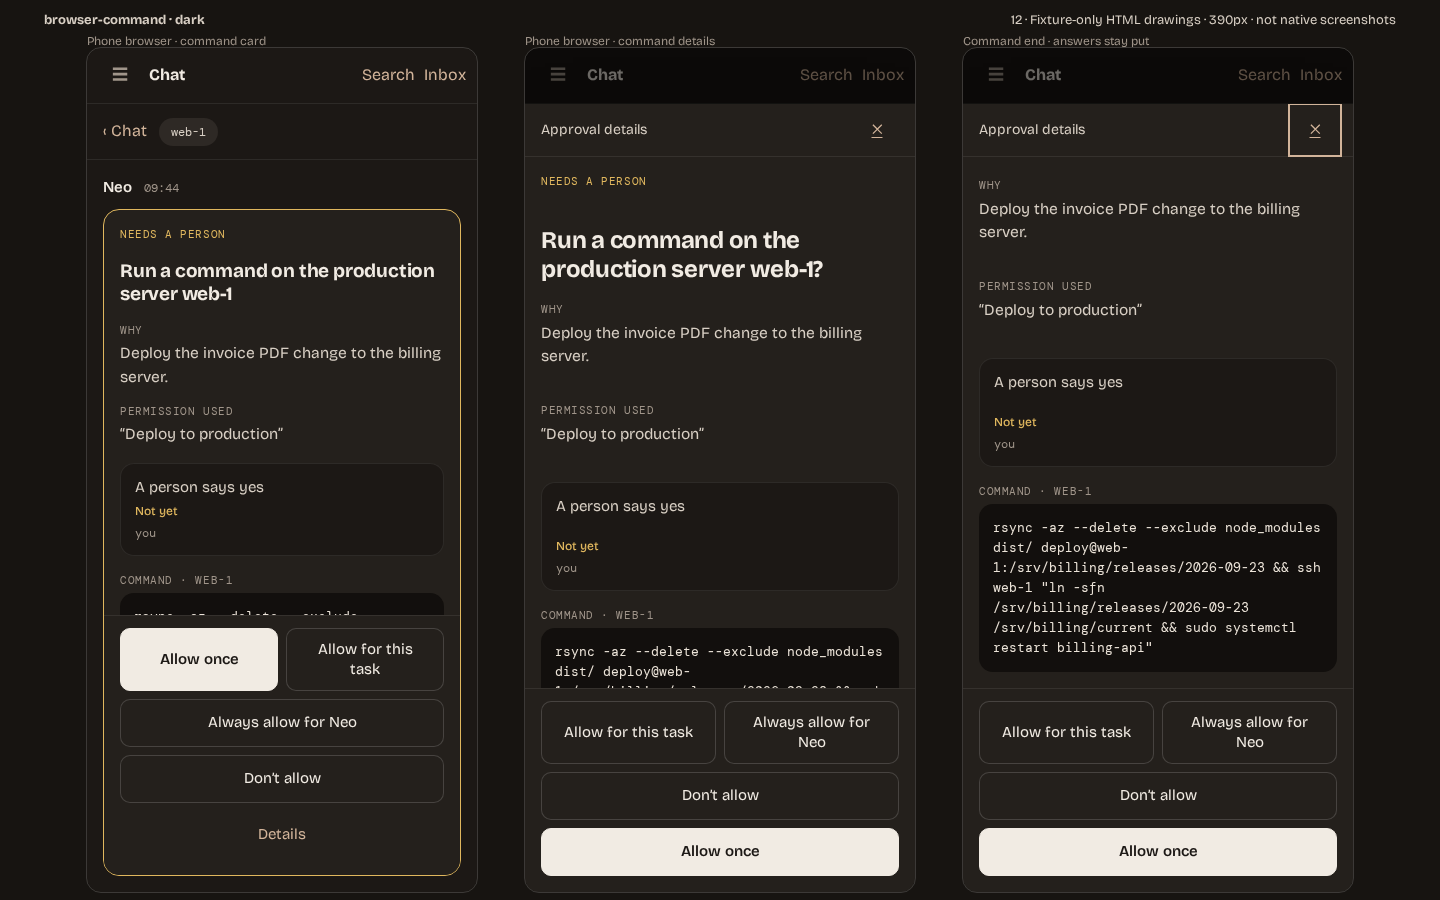 browser-command · dark
12 · Fixture-only HTML drawings · 390px · not native screenshots
Phone browser · command card
☰ Chat Search Inbox
‹ Chat web-1
Neo 09:44
NEEDS A PERSON
Run a command on the production
server web-1
WHY
Deploy the invoice PDF change to the billing
server.
PERMISSION USED
“Deploy to production”
A person says yes
Not yet
you
COMMAND · WEB-1
rsync -az --delete --exclude
Allow once
Allow for this
task
Always allow for Neo
Don’t allow
Details
Phone browser · command details
☰ Chat Search Inbox
Approval details ×
NEEDS A PERSON
Run a command on the
production server web-1?
WHY
Deploy the invoice PDF change to the billing
server.
PERMISSION USED
“Deploy to production”
A person says yes
Not yet
you
COMMAND · WEB-1
rsync -az --delete --exclude node_modules
dist/ deploy@web-
Allow for this task
Always allow for
Neo
Don’t allow
Allow once
Command end · answers stay put
☰ Chat Search Inbox
Approval details ×
WHY
Deploy the invoice PDF change to the billing
server.
PERMISSION USED
“Deploy to production”
A person says yes
Not yet
you
COMMAND · WEB-1
rsync -az --delete --exclude node_modules
dist/ deploy@web-
1:/srv/billing/releases/2026-09-23 && ssh
web-1 "ln -sfn
/srv/billing/releases/2026-09-23
/srv/billing/current && sudo systemctl
restart billing-api"
Allow for this task
Always allow for
Neo
Don’t allow
Allow once